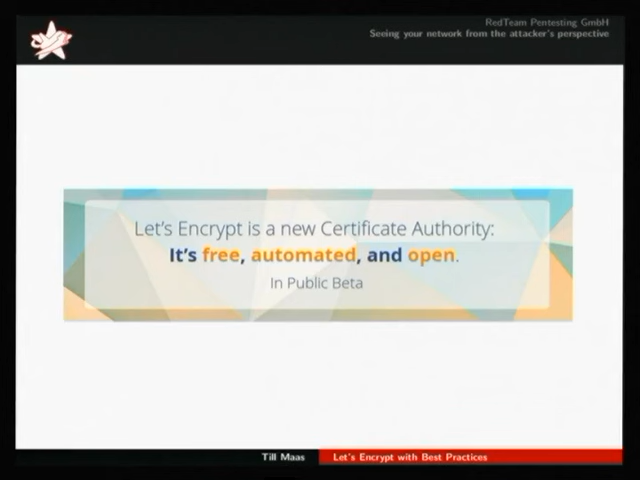 RedTeam Pentesting GmbH
Seeing your network from the attacker's perspective
Let's Encrypt is a new Certificate Authority:
It's free, automated, and open.
In Public Beta
Till Maas
Let's Encrypt with Best Practices